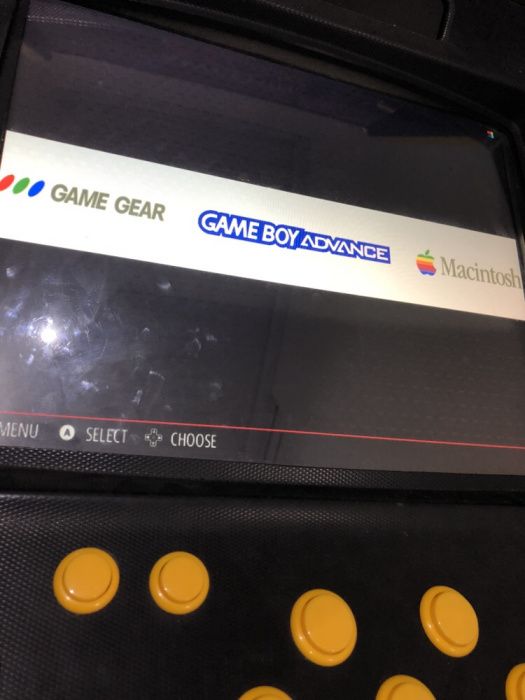 GAME GEAR
GAME BOY ADVANCE
Macintosh
MENU A SELECT CHOOSE